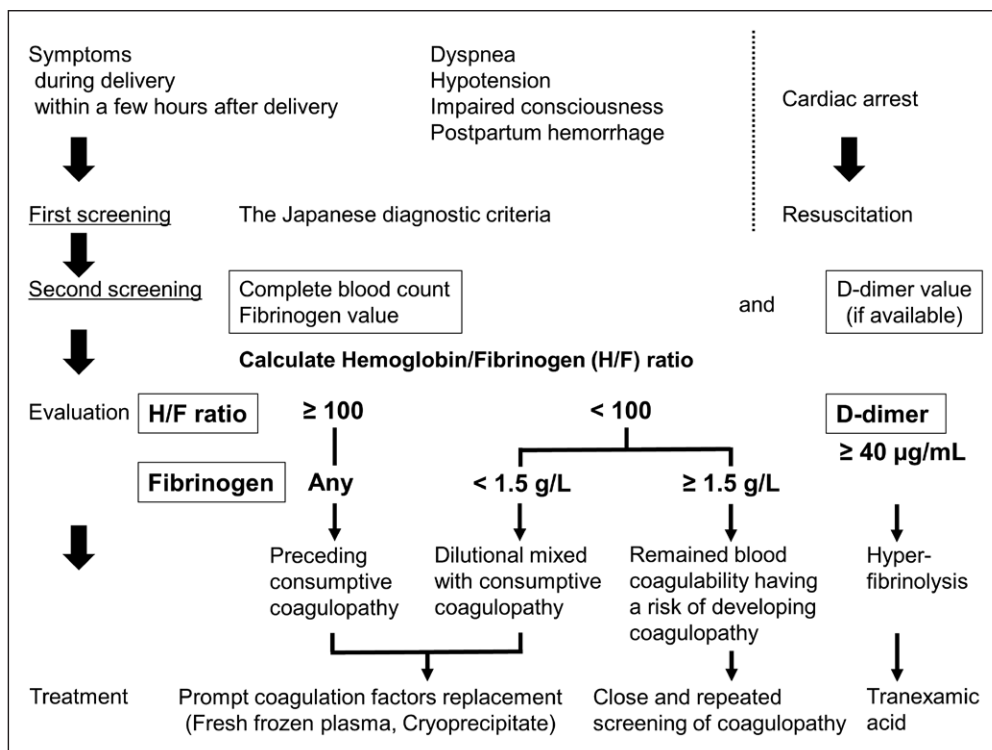 Symptoms
during delivery
within a few hours after delivery
Dyspnea
Hypotension
Impaired consciousness
Postpartum hemorrhage
Cardiac arrest
First screening
The Japanese diagnostic criteria
Resuscitation
Second screening
Complete blood count
Fibrinogen value
and
D-dimer value
(if available)
Calculate Hemoglobin/Fibrinogen (H/F) ratio
Evaluation
H/F ratio
≥ 100
< 100
D-dimer
≥ 40 μg/mL
Fibrinogen
Any
< 1.5 g/L
≥ 1.5 g/L
Preceding
consumptive
coagulopathy
Dilutional mixed
with consumptive
coagulopathy
Remained blood
coagulability having
a risk of developing
coagulopathy
Hyper-
fibrinolysis
Treatment
Prompt coagulation factors replacement
(Fresh frozen plasma, Cryoprecipitate)
Close and repeated
screening of coagulopathy
Tranexamic
acid